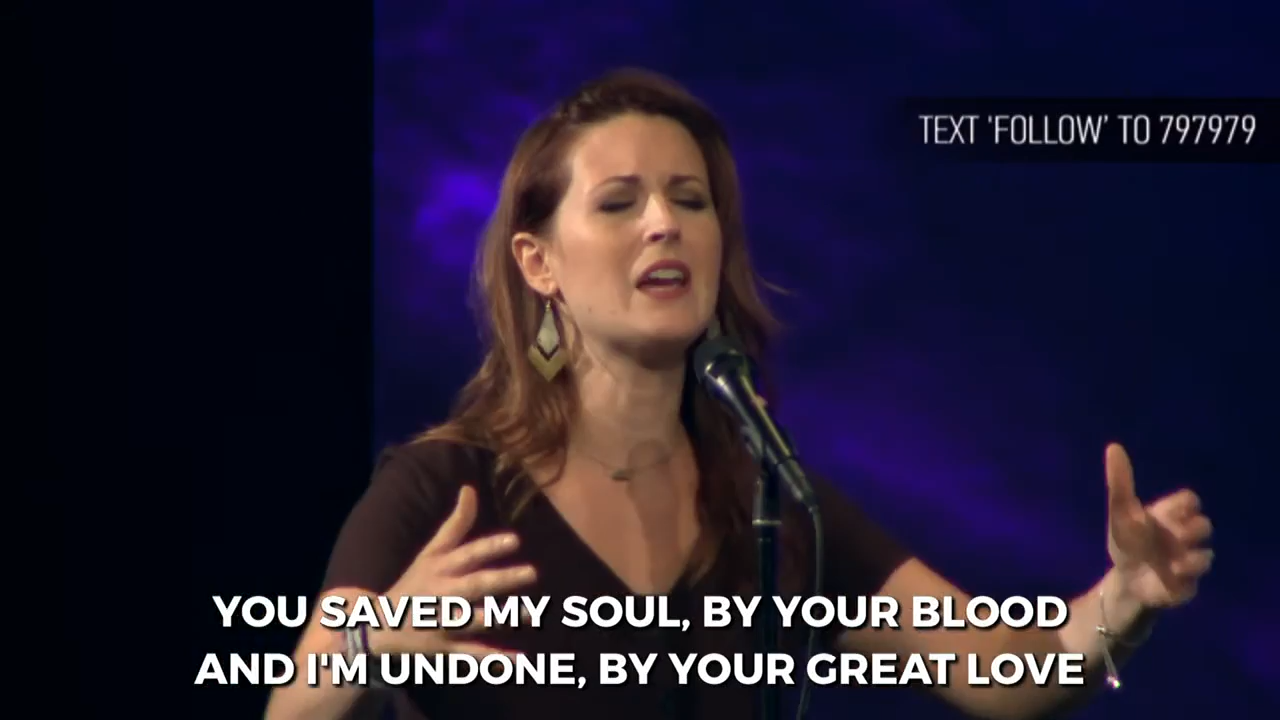 TEXT 'FOLLOW' TO 797979
YOU SAVED MY SOUL, BY YOUR BLOOD
AND I'M UNDONE, BY YOUR GREAT LOVE